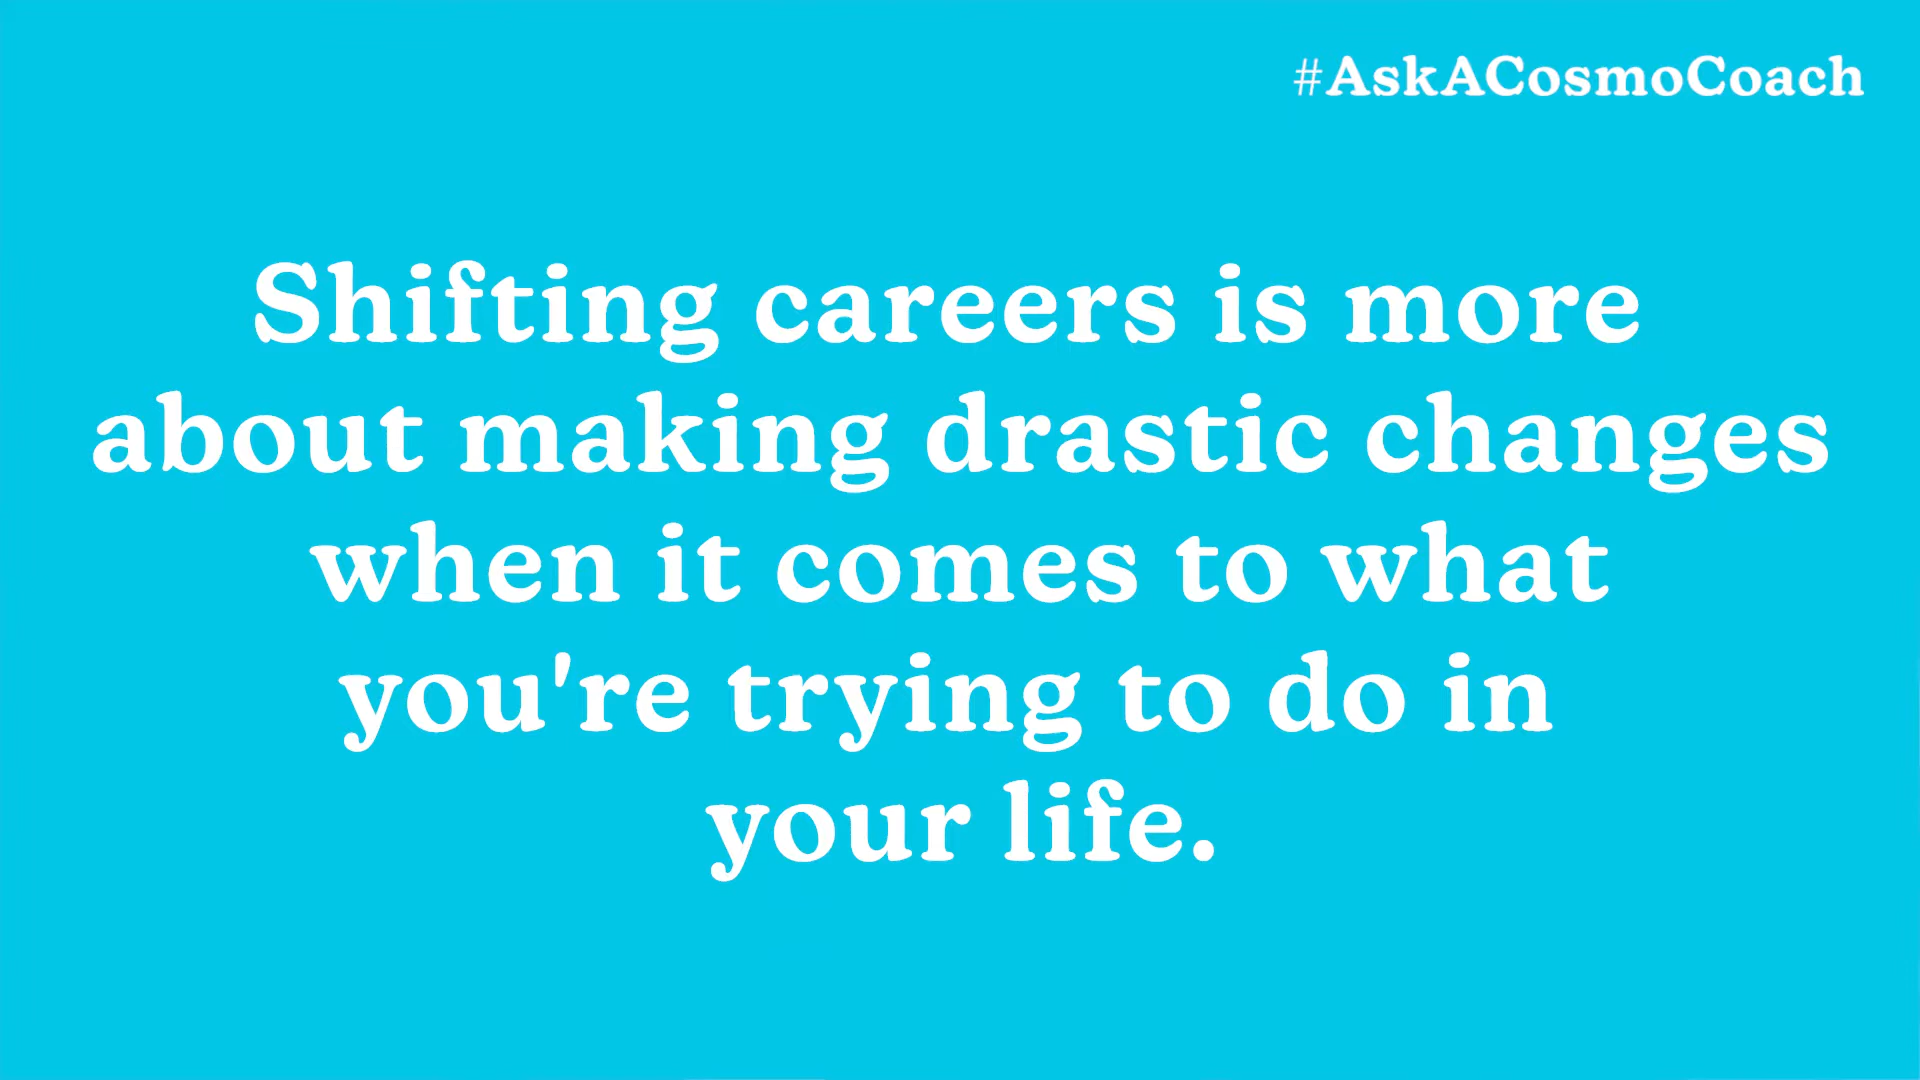 #AskACosmoCoach
Shifting careers is more
about making drastic changes
when it comes to what
you're trying to do in
your life.